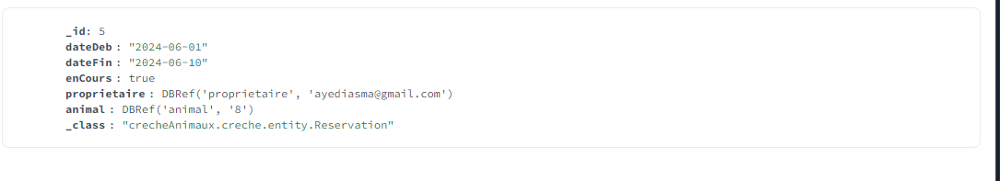 _id: 5
dateDeb : "2024-06-01"
dateFin : "2024-06-10"
enCours : true
proprietaire : DBRef('proprietaire', 'ayediasma@gmail.com')
animal : DBRef('animal', '8')
_class : "crecheAnimaux.creche.entity.Reservation"